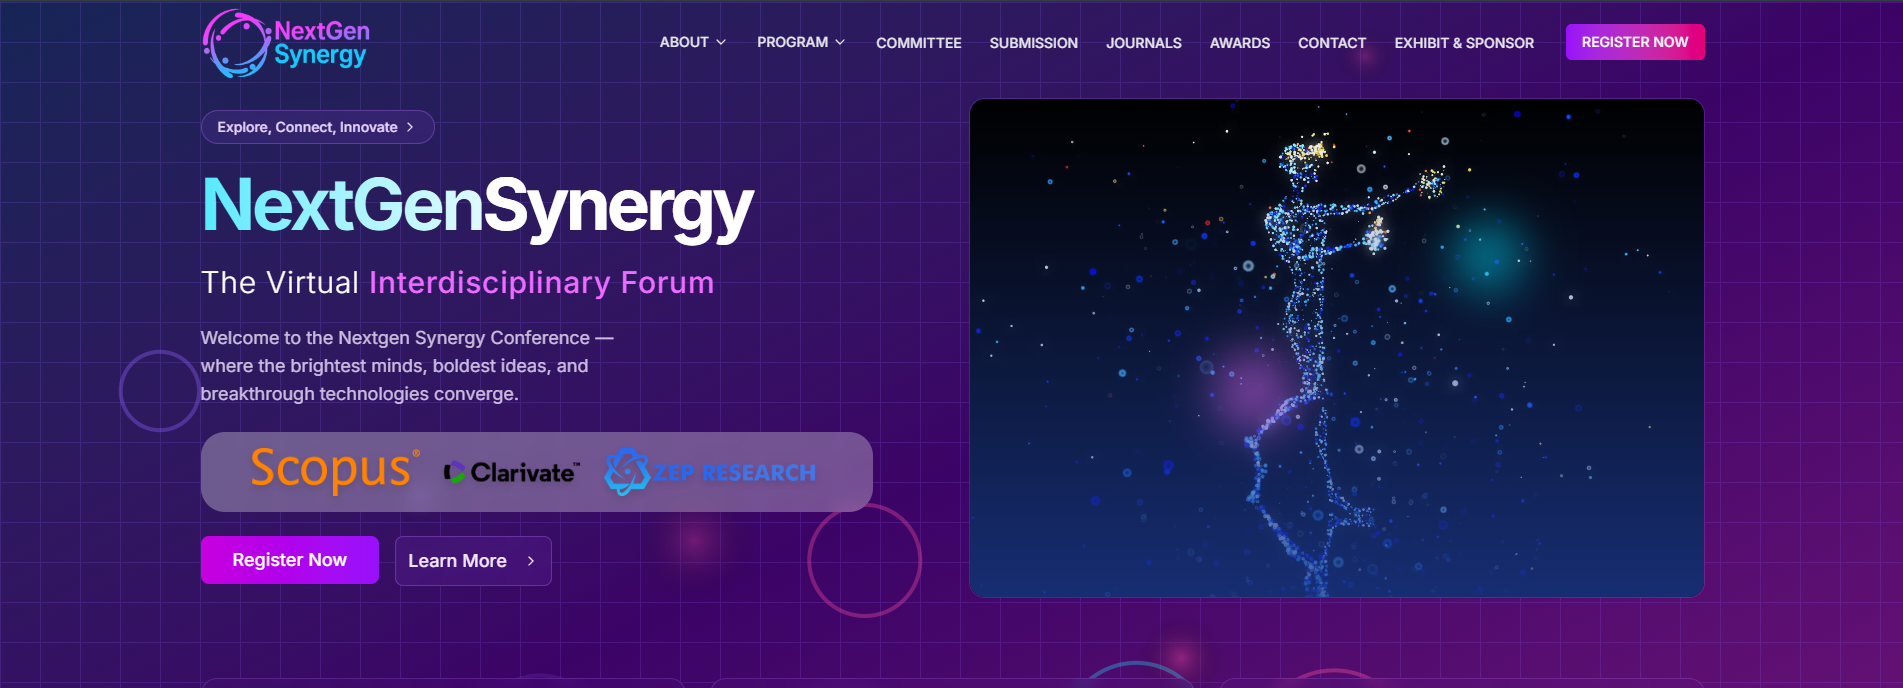 NextGen
Synergy
ABOUT
PROGRAM
COMMITTEE
SUBMISSION
JOURNALS
AWARDS
CONTACT
EXHIBIT & SPONSOR
REGISTER NOW
Explore, Connect, Innovate
NextGenSynergy
The Virtual Interdisciplinary Forum
Welcome to the Nextgen Synergy Conference —
where the brightest minds, boldest ideas, and
breakthrough technologies converge.
Scopus®
Clarivate™
ZEP RESEARCH
Register Now
Learn More